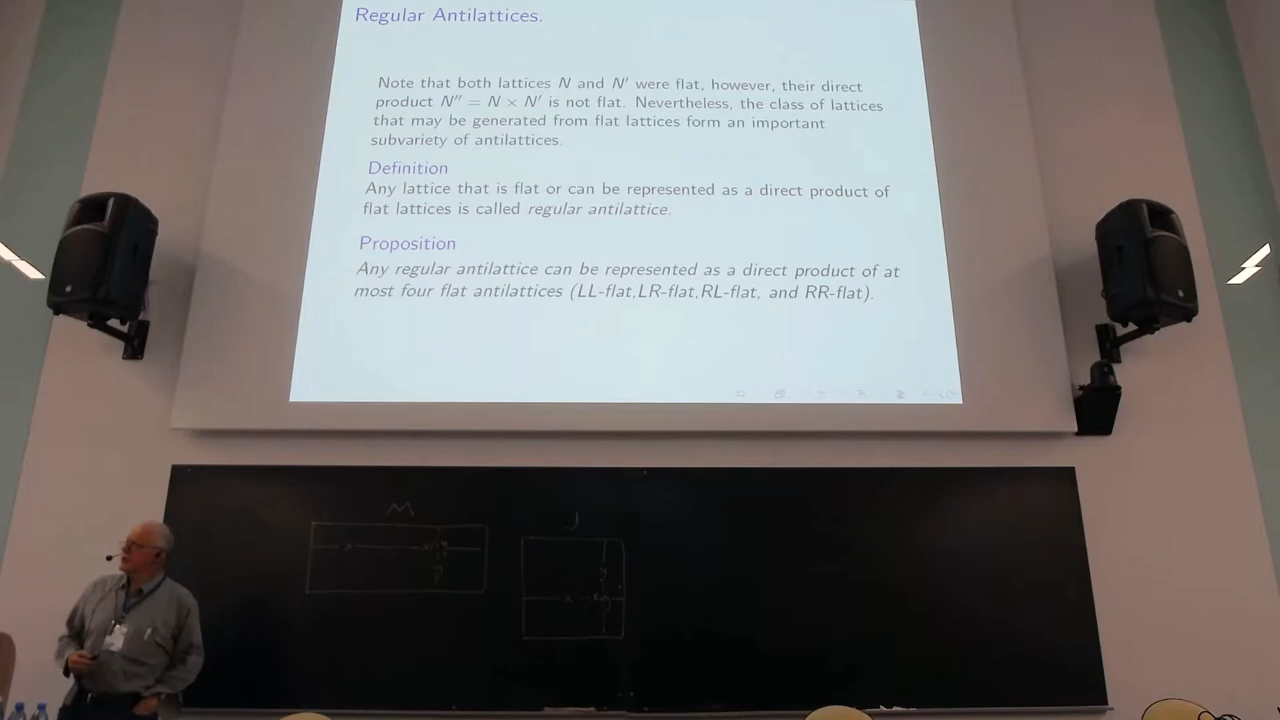 Regular Antilattices.
Note that both lattices N and N′ were flat, however, their direct
product N″ = N × N′ is not flat. Nevertheless, the class of lattices
that may be generated from flat lattices form an important
subvariety of antilattices.
Definition
Any lattice that is flat or can be represented as a direct product of
flat lattices is called regular antilattice.
Proposition
Any regular antilattice can be represented as a direct product of at
most four flat antilattices (LL-flat,LR-flat,RL-flat, and RR-flat).
M
J
x
y
x